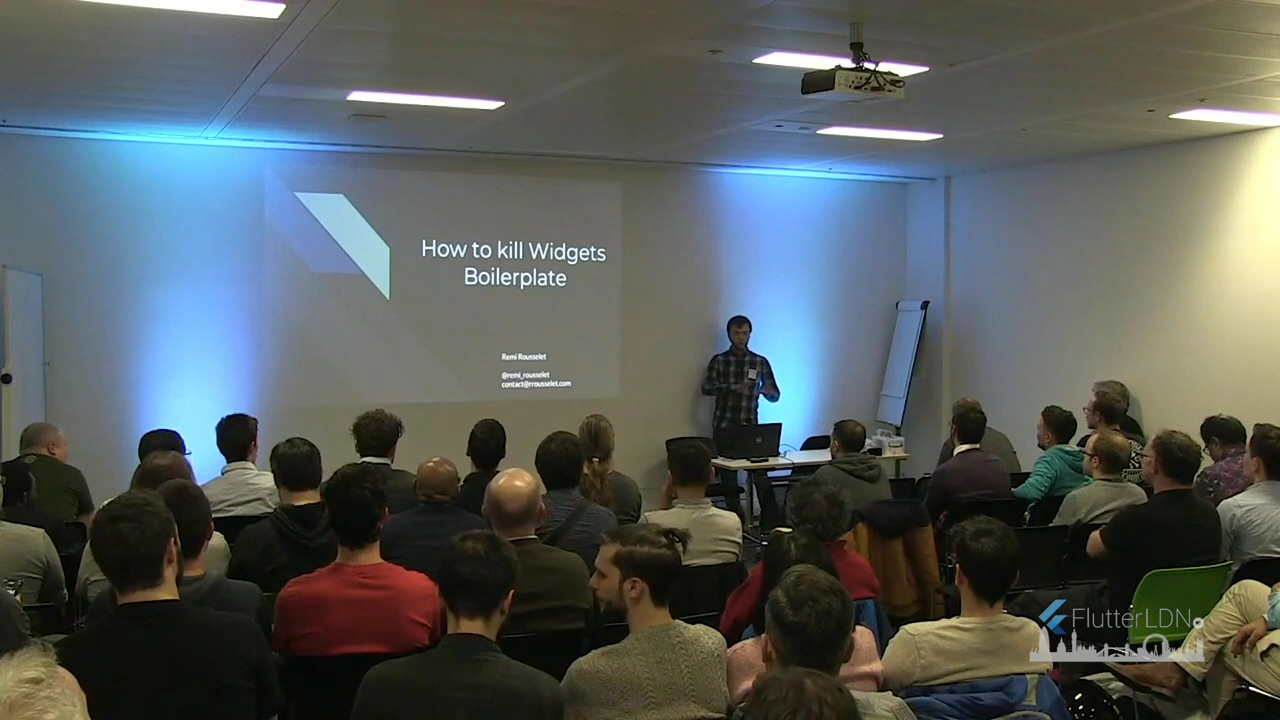 How to kill Widgets
Boilerplate
Remi Rousselet
@remi_rousselet
contact@rrousselet.com
FlutterLDN